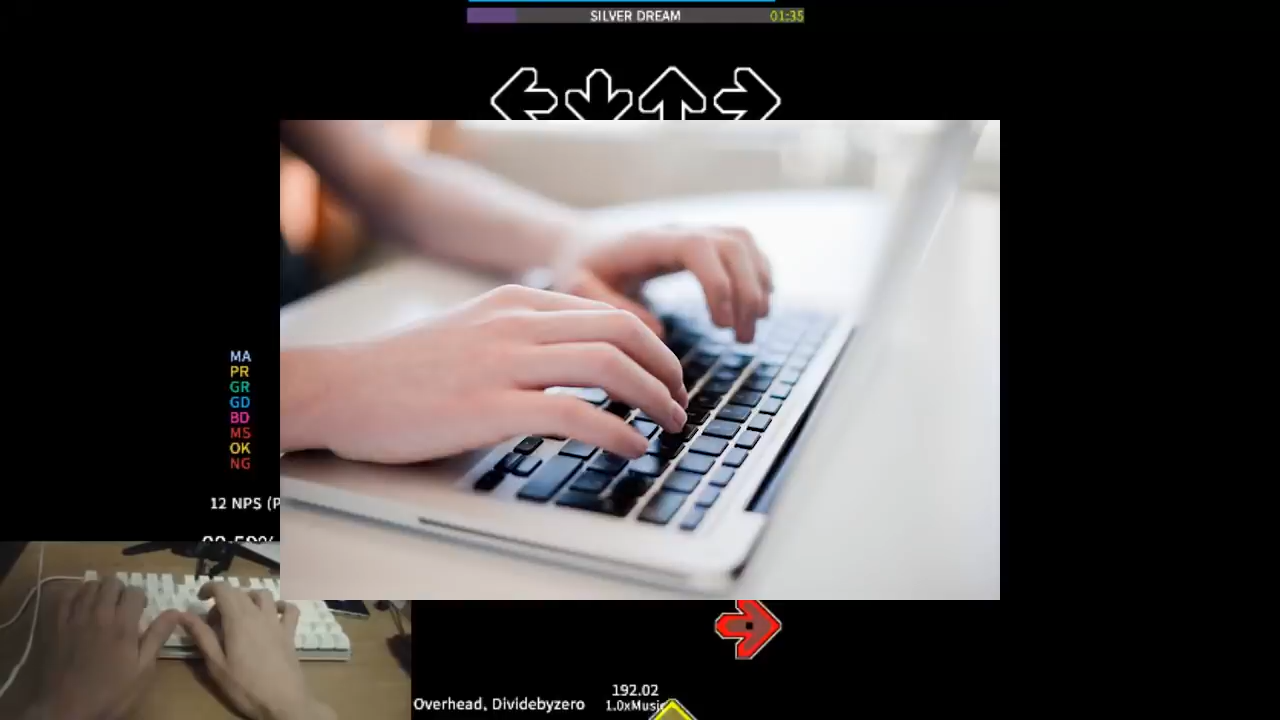 SILVER DREAM 01:35
MA
PR
GR
GD
BD
MS
OK
NG
12 NPS (P
192.02
Overhead, Dividebyzero 1.0xMusic